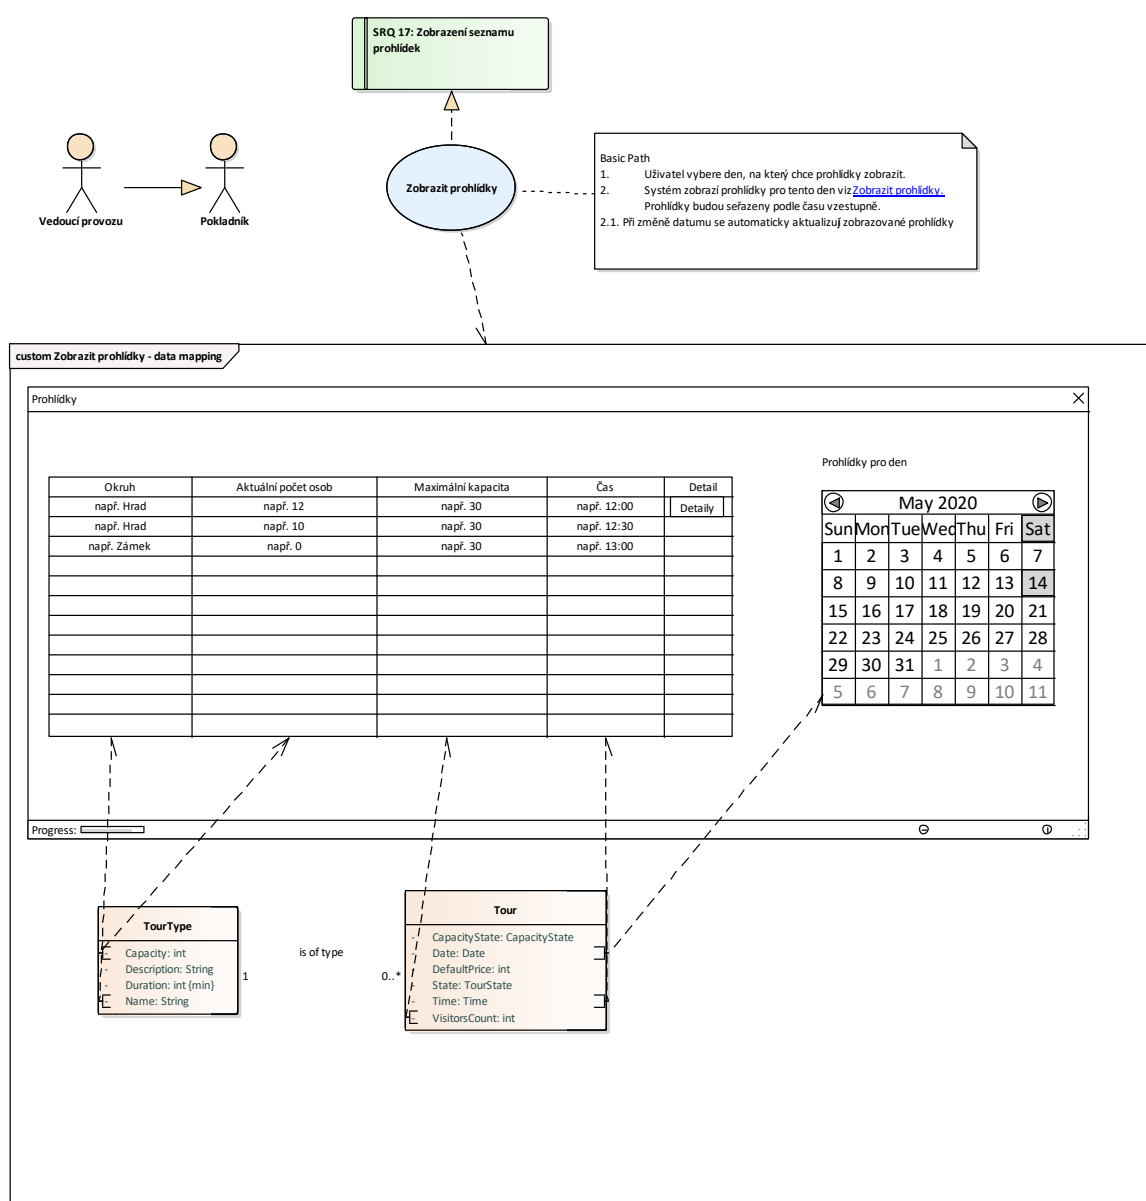 SRQ 17: Zobrazení seznamu
prohlídek
Vedoucí provozu
Pokladník
Zobrazit prohlídky
Basic Path
1. Uživatel vybere den, na který chce prohlídky zobrazit.
2. Systém zobrazí prohlídky pro tento den viz Zobrazit prohlídky.
Prohlídky budou seřazeny podle času vzestupně.
2.1. Při změně datumu se automaticky aktualizují zobrazované prohlídky
custom Zobrazit prohlídky - data mapping
Prohlídky
Prohlídky pro den
Okruh Aktuální počet osob Maximální kapacita Čas Detail
např. Hrad např. 12 např. 30 např. 12:00 Detaily
např. Hrad např. 10 např. 30 např. 12:30
např. Zámek např. 0 např. 30 např. 13:00
May 2020
Sun Mon Tue Wed Thu Fri Sat
1 2 3 4 5 6 7
8 9 10 11 12 13 14
15 16 17 18 19 20 21
22 23 24 25 26 27 28
29 30 31 1 2 3 4
5 6 7 8 9 10 11
Progress:
TourType
- Capacity: int
- Description: String
- Duration: int {min}
- Name: String
1
is of type
0..*
Tour
- CapacityState: CapacityState
- Date: Date
- DefaultPrice: int
- State: TourState
- Time: Time
- VisitorsCount: int